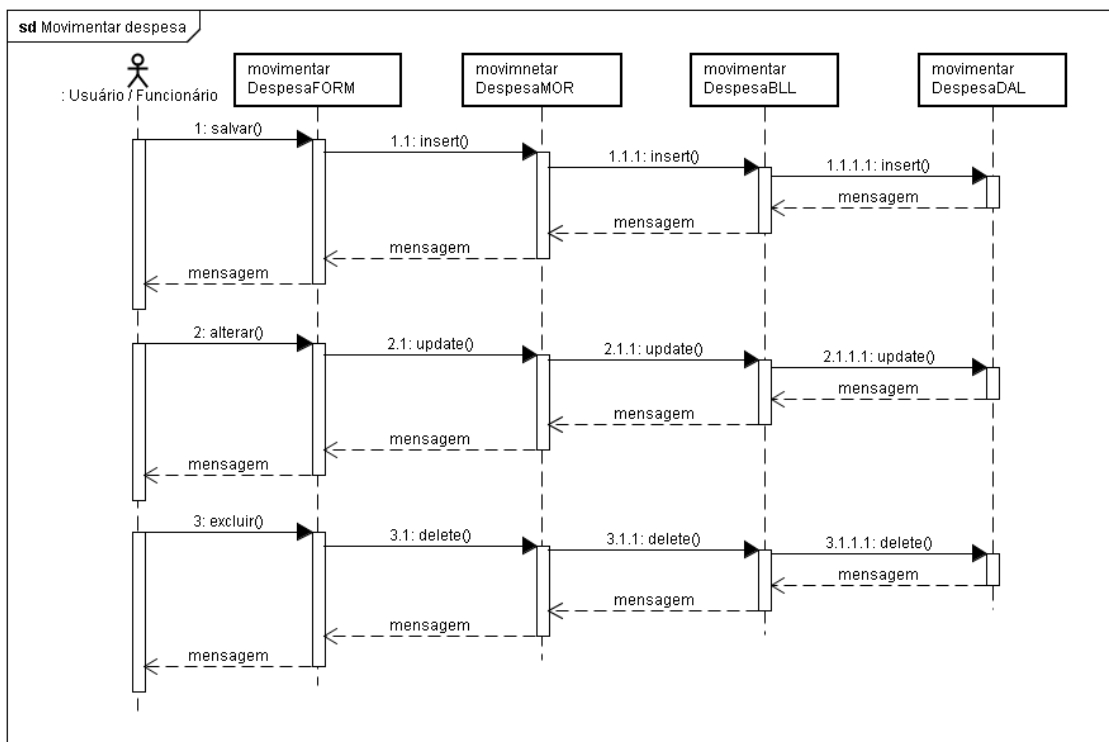 sd Movimentar despesa
: Usuário / Funcionário
movimentar
DespesaFORM
movimnetar
DespesaMOR
movimentar
DespesaBLL
movimentar
DespesaDAL
1: salvar()
1.1: insert()
1.1.1: insert()
1.1.1.1: insert()
mensagem
mensagem
mensagem
mensagem
2: alterar()
2.1: update()
2.1.1: update()
2.1.1.1: update()
mensagem
mensagem
mensagem
mensagem
3: excluir()
3.1: delete()
3.1.1: delete()
3.1.1.1: delete()
mensagem
mensagem
mensagem
mensagem